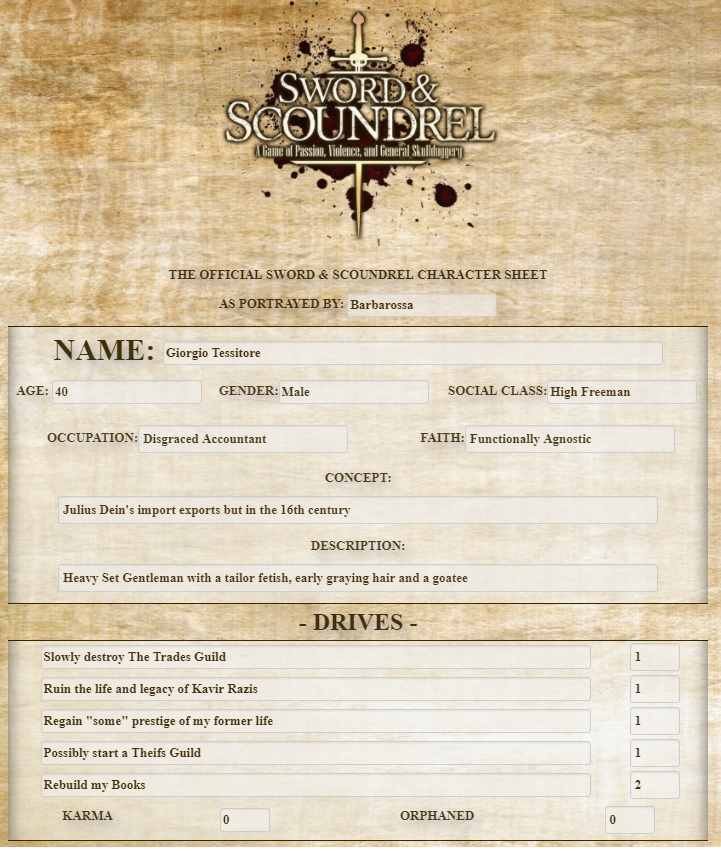 SWORD &
SCOUNDREL
A Game of Passion, Violence, and General Skullduggery
THE OFFICIAL SWORD & SCOUNDREL CHARACTER SHEET
AS PORTRAYED BY: Barbarossa
NAME: Giorgio Tessitore
AGE: 40 GENDER: Male SOCIAL CLASS: High Freeman
OCCUPATION: Disgraced Accountant FAITH: Functionally Agnostic
CONCEPT:
Julius Dein's import exports but in the 16th century
DESCRIPTION:
Heavy Set Gentleman with a tailor fetish, early graying hair and a goatee
- DRIVES -
Slowly destroy The Trades Guild 1
Ruin the life and legacy of Kavir Razis 1
Regain "some" prestige of my former life 1
Possibly start a Theifs Guild 1
Rebuild my Books 2
KARMA 0 ORPHANED 0